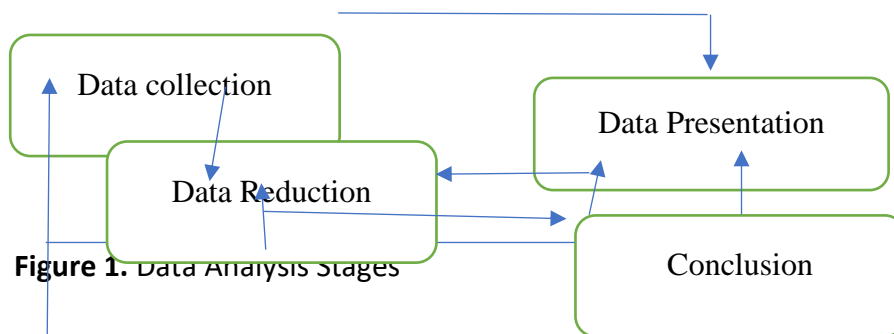 Data collection
Data Presentation
Data Reduction
Figure 1. Data Analysis Stages
Conclusion